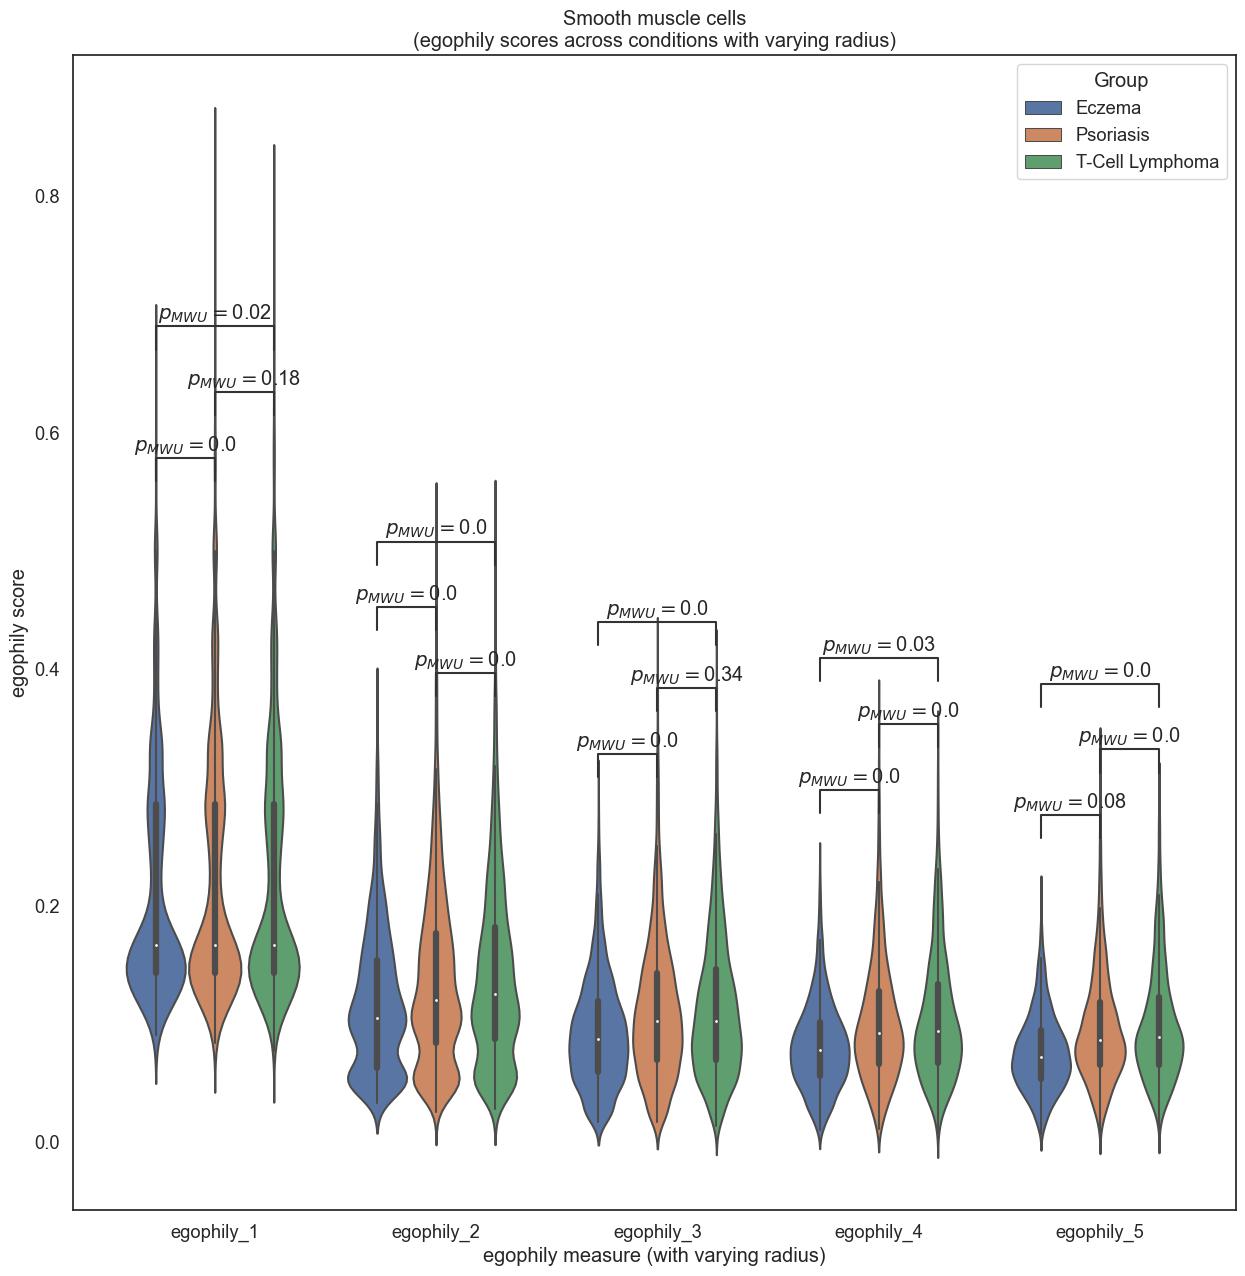 Smooth muscle cells
(egophily scores across conditions with varying radius)
Group
Eczema
Psoriasis
T-Cell Lymphoma
egophily score
0.8
0.6
0.4
0.2
0.0
p_MWU = 0.02
p_MWU = 0.18
p_MWU = 0.0
p_MWU = 0.0
p_MWU = 0.0
p_MWU = 0.0
p_MWU = 0.0
p_MWU = 0.34
p_MWU = 0.0
p_MWU = 0.03
p_MWU = 0.0
p_MWU = 0.0
p_MWU = 0.0
p_MWU = 0.0
p_MWU = 0.08
egophily_1 egophily_2 egophily_3 egophily_4 egophily_5
egophily measure (with varying radius)